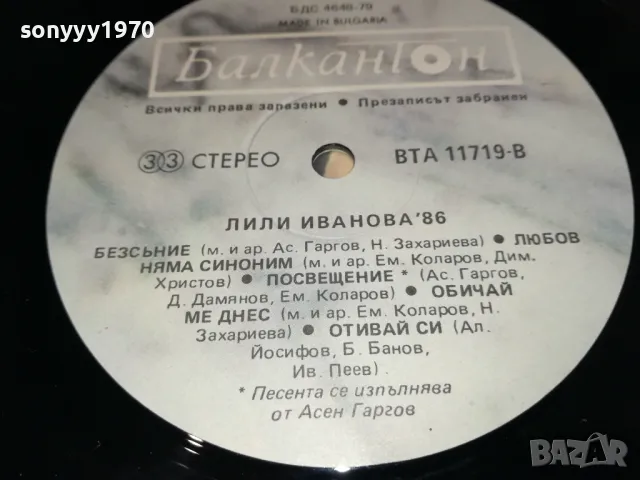 sonyyy1970
БДС 4640-79
MADE IN BULGARIA
Балкантон
Всички права запазени ● Презаписът забранен
33 СТЕРЕО
ВТА 11719-В
ЛИЛИ ИВАНОВА'86
БЕЗСЪНИЕ (м. и ар. Ас. Гаргов, Н. Захариева) ● ЛЮБОВ
НЯМА СИНОНИМ (м. и ар. Ем. Коларов, Дим.
Христов) ● ПОСВЕЩЕНИЕ * (Ас. Гаргов,
Д. Дамянов, Ем. Коларов) ● ОБИЧАЙ
МЕ ДНЕС (м. и ар. Ем. Коларов, Н.
Захариева) ● ОТИВАЙ СИ (Ал.
Йосифов, Б. Банов,
Ив. Пеев)
* Песента се изпълнява
от Асен Гаргов
BAZAR